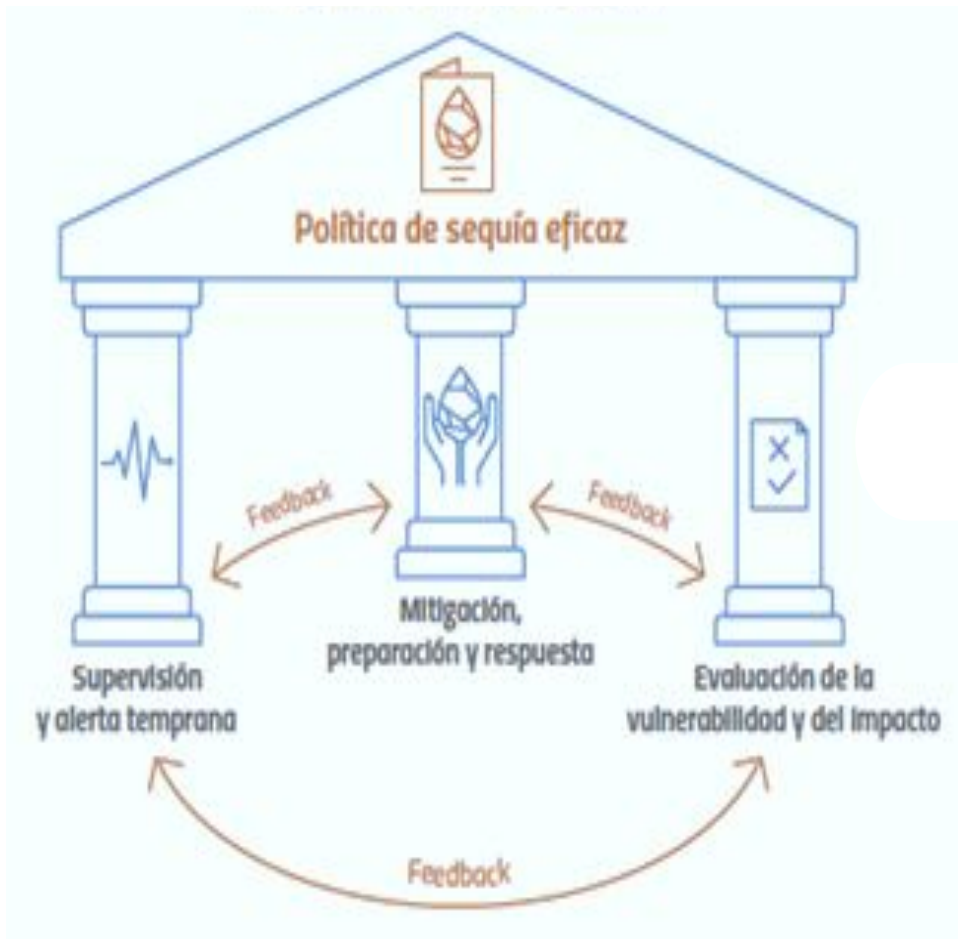 Política de sequía eficaz
Feedback
Feedback
Mitigación,
preparación y respuesta
Supervisión
y alerta temprana
Evaluación de la
vulnerabilidad y del impacto
Feedback